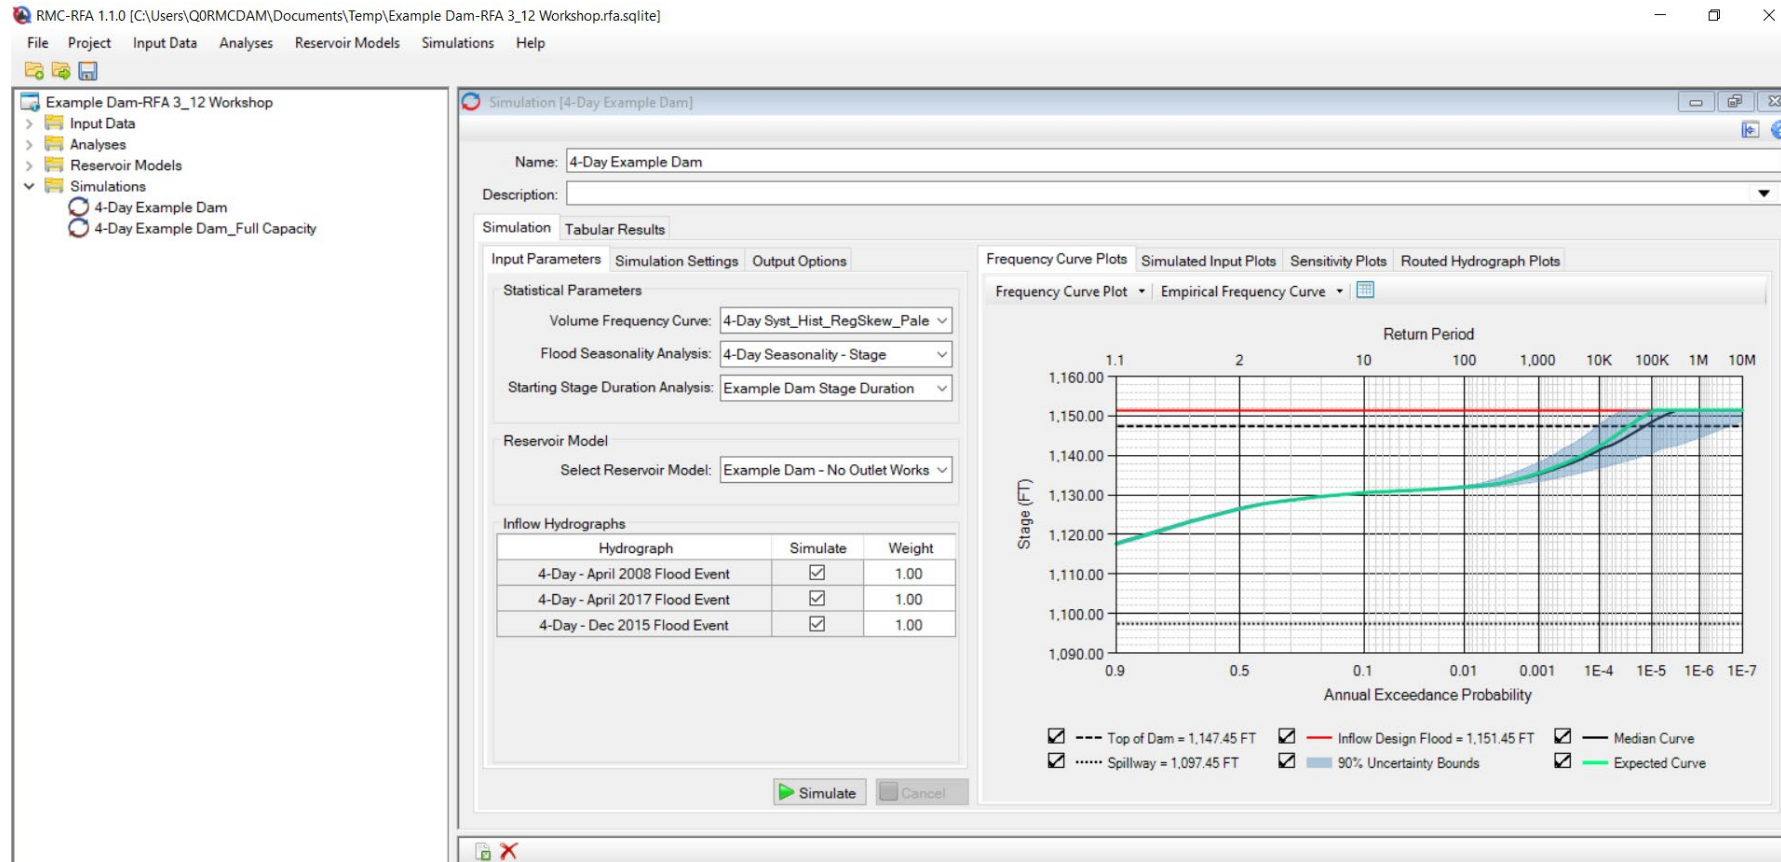 RMC-RFA 1.1.0 [C:\Users\Q0RMCDAM\Documents\Temp\Example Dam-RFA 3_12 Workshop.rfa.sqlite]
File Project Input Data Analyses Reservoir Models Simulations Help
Example Dam-RFA 3_12 Workshop
Input Data
Analyses
Reservoir Models
Simulations
4-Day Example Dam
4-Day Example Dam_Full Capacity
Simulation [4-Day Example Dam]
Name: 4-Day Example Dam
Description:
Simulation Tabular Results
Input Parameters Simulation Settings Output Options
Statistical Parameters
Volume Frequency Curve: 4-Day Syst_Hist_RegSkew_Pale
Flood Seasonality Analysis: 4-Day Seasonality - Stage
Starting Stage Duration Analysis: Example Dam Stage Duration
Reservoir Model
Select Reservoir Model: Example Dam - No Outlet Works
Inflow Hydrographs
Hydrograph Simulate Weight
4-Day - April 2008 Flood Event 1.00
4-Day - April 2017 Flood Event 1.00
4-Day - Dec 2015 Flood Event 1.00
Simulate Cancel
Frequency Curve Plots Simulated Input Plots Sensitivity Plots Routed Hydrograph Plots
Frequency Curve Plot Empirical Frequency Curve
Return Period
1.1 2 10 100 1,000 10K 100K 1M 10M
1,160.00
1,150.00
1,140.00
1,130.00
1,120.00
1,110.00
1,100.00
1,090.00
Stage (FT)
0.9 0.5 0.1 0.01 0.001 1E-4 1E-5 1E-6 1E-7
Annual Exceedance Probability
Top of Dam = 1,147.45 FT Inflow Design Flood = 1,151.45 FT Median Curve
Spillway = 1,097.45 FT 90% Uncertainty Bounds Expected Curve